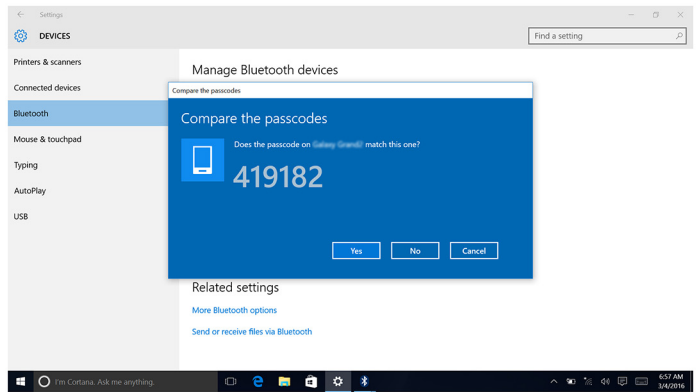 Settings
DEVICES
Find a setting
Printers & scanners
Connected devices
Bluetooth
Mouse & touchpad
Typing
AutoPlay
USB
Manage Bluetooth devices
Compare the passcodes
Compare the passcodes
Does the passcode on Galaxy Grand2 match this one?
419182
Yes
No
Cancel
Related settings
More Bluetooth options
Send or receive files via Bluetooth
I'm Cortana. Ask me anything.
6:57 AM
3/4/2016